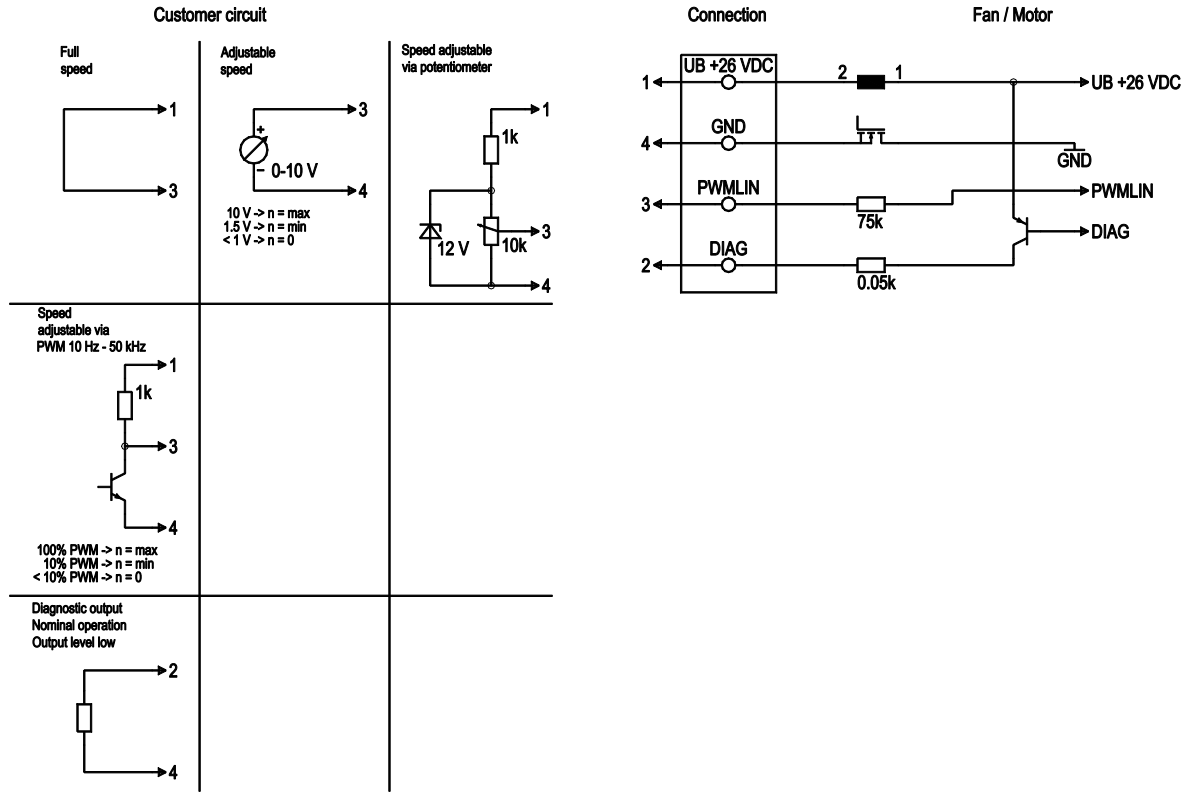 Customer circuit
Full
speed
1
3
Adjustable
speed
3
+
–
0-10 V
4
10 V -> n = max
1.5 V -> n = min
< 1 V -> n = 0
Speed adjustable
via potentiometer
1
1k
12 V
3
10k
4
Speed
adjustable via
PWM 10 Hz - 50 kHz
1
1k
3
4
100% PWM -> n = max
10% PWM -> n = min
< 10% PWM -> n = 0
Diagnostic output
Nominal operation
Output level low
2
4
Connection
Fan / Motor
1
UB +26 VDC
2
1
UB +26 VDC
4
GND
GND
3
PWMLIN
75k
PWMLIN
DIAG
2
DIAG
0.05k